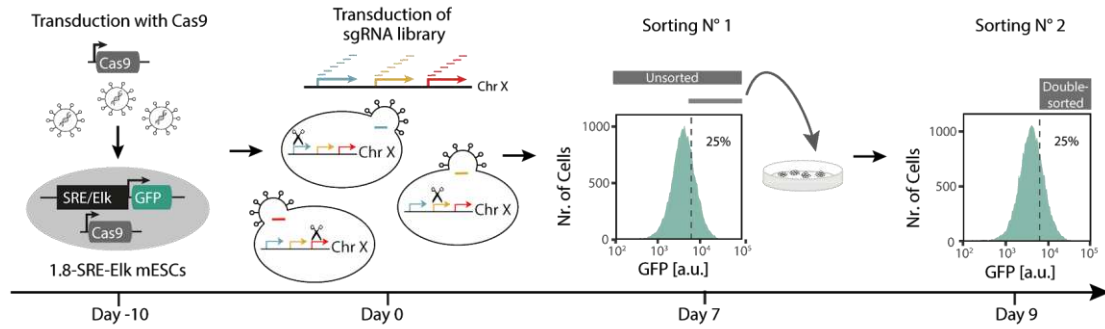 Transduction with Cas9
Cas9
SRE/Elk
GFP
Cas9
1.8-SRE-Elk mESCs
Transduction of
sgRNA library
Chr X
Chr X
Chr X
Chr X
Sorting N° 1
Unsorted
1000
500
0
25%
Nr. of Cells
10² 10³ 10⁴ 10⁵
GFP [a.u.]
Sorting N° 2
Double-
sorted
1000
500
0
25%
Nr. of Cells
10² 10³ 10⁴ 10⁵
GFP [a.u.]
Day -10
Day 0
Day 7
Day 9